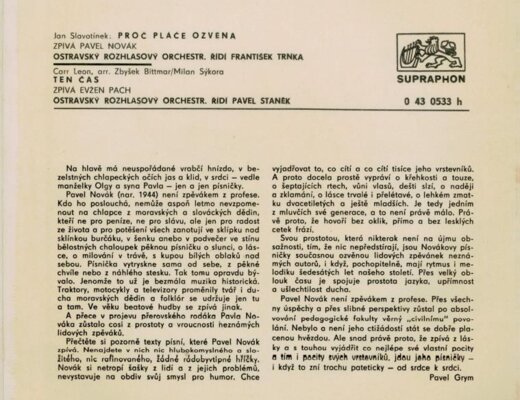 Jan Slavotínek: PROČ PLÁČE OZVĚNA
ZPÍVÁ PAVEL NOVÁK
OSTRAVSKÝ ROZHLASOVÝ ORCHESTR. ŘÍDÍ FRANTIŠEK TRNKA
Carr Leon, arr. Zbyšek Bittmar/Milan Sýkora
TEN ČAS
ZPÍVÁ EVŽEN PACH
OSTRAVSKÝ ROZHLASOVÝ ORCHESTR. ŘÍDÍ PAVEL STANĚK
SUPRAPHON
0 43 0533 h
Na hlavě má neuspořádané vrabčí hnízdo, v be-
zelstných chlapeckých očích jas a klid, v srdci – vedle
manželky Olgy a syna Pavla – jen a jen písničky.
Pavel Novák (nar. 1944) není zpěvákem z profese.
Kdo ho poslouchá, nemůže aspoň letmo nevzpome-
nout na chlapce z moravských a slováckých dědin,
kteří ne pro peníze, ne pro slávu, ale jen pro radost
ze života a pro potěšení všech zanotují ve sklípku nad
sklínkou burčáku, v šenku anebo v podvečer ve stínu
bělostných chaloupek pěknou písničku o slunci, o lás-
ce, o milování v trávě, s kupou bílých oblaků nad
sebou. Písnička vytryskne sama od sebe, z pěkné
chvíle nebo z náhlého stesku. Tak tomu opravdu bý-
valo. Jenomže to už je bezmála muzika historická.
Traktory, motocykly a televizory proměnily tvář i du-
cha moravských dědin a folklór se udržuje jen tu
a tam. Ve věku beatové hudby se zpívá jinak.
A přece v projevu přerovského rodáka Pavla No-
váka zůstalo cosi z prostoty a vroucnosti neznámých
lidových zpěváků.
Přečtěte si pozorně texty písní, které Pavel Novák
zpívá. Nenajdete v nich nic hlubokomyslného a slo-
žitého, nic rafinovaného, žádné rádobyvtipné hříčky.
Novák si netropí šašky z lidí a z jejich problémů,
nevystavuje na obdiv svůj smysl pro humor. Chce
vyjadřovat to, co cítí a co cítí tisíce jeho vrstevníků.
A proto docela prostě vypráví o křehkosti a touze,
o šeptajících rtech, vůni vlasů, dešti slzí, o naději
a zklamání, o lásce trvalé i přelétavé, o lehkém zmat-
ku dvacetiletých a ještě mladších. Je tedy jedním
z mluvčích své generace, a to není právě málo. Prá-
vě proto, že hovoří bez oklik, přímo a bez lesklých
cetek frází.
Svou prostotou, která nikterak není na újmu ob-
sažnosti, tím, že nic nepředstírají, jsou Novákovy pís-
ničky současnou ozvěnou lidových zpěvánek nezná-
mých autorů, i když, pochopitelně, mají rytmus i me-
lodiku šedesátých let našeho století. Přes velký ob-
louk času je spojuje prostota jazyka, upřímnost
a ušlechtilost ducha.
Pavel Novák není zpěvákem z profese. Přes všech-
ny úspěchy a přes slibné perspektivy zůstal po absol-
vování pedagogické fakulty věrný „civilnímu“ povo-
lání. Nebylo a není jeho ctižádostí stát se dobře pla-
cenou hvězdou. Ale snad právě proto, že zpívá z lás-
ky a s touhou vyjádřit co nejlépe své vlastní pocity
a tím i pocity svých vrstevníků, jdou jeho písničky –
i když to zní trochu pateticky – od srdce k srdci.
Pavel Grym